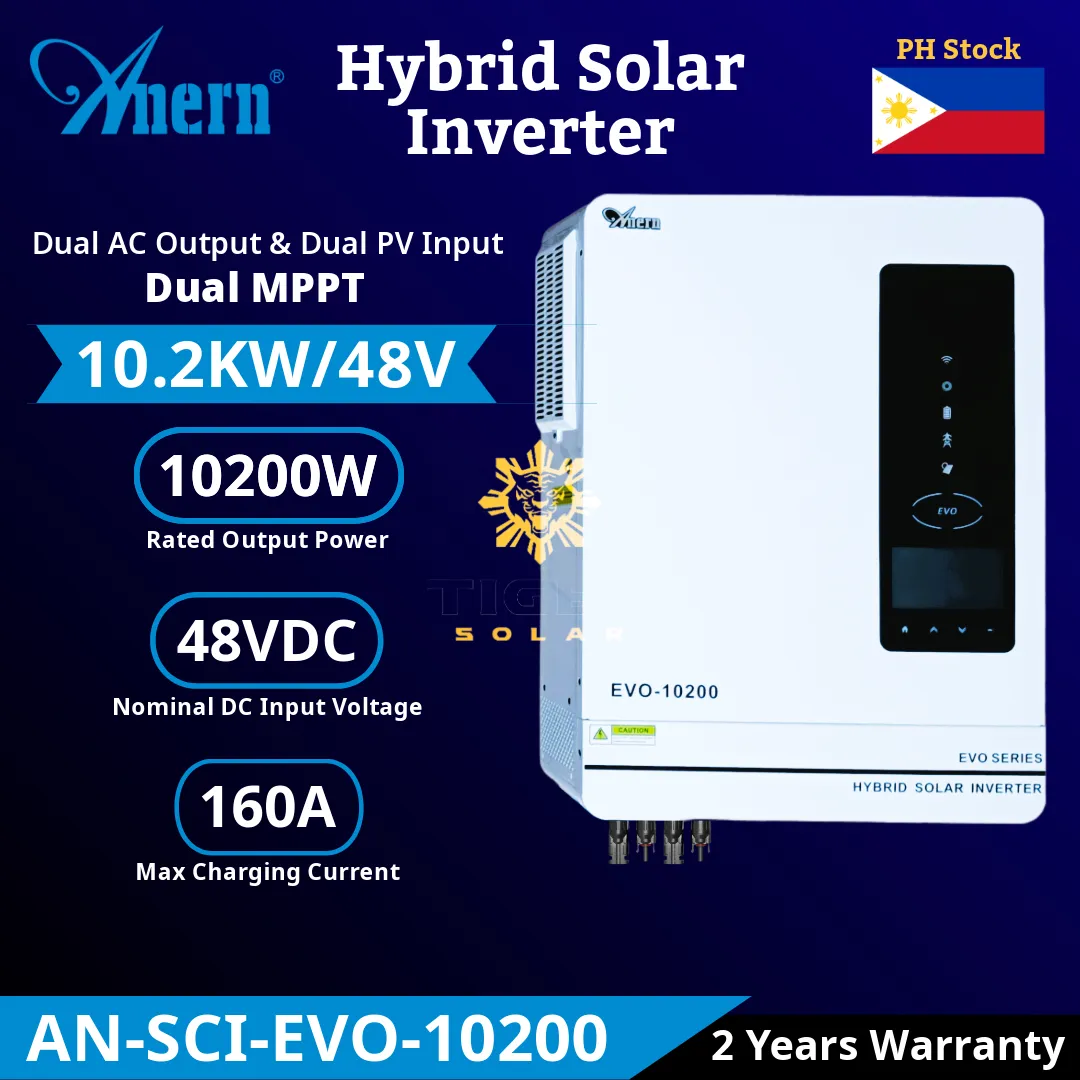 Anern®
Hybrid Solar
Inverter
PH Stock
Dual AC Output & Dual PV Input
Dual MPPT
10.2KW/48V
10200W
Rated Output Power
48VDC
Nominal DC Input Voltage
160A
Max Charging Current
Anern
EVO
TIGER
SOLAR
EVO-10200
CAUTION
EVO SERIES
HYBRID SOLAR INVERTER
AN-SCI-EVO-10200
2 Years Warranty